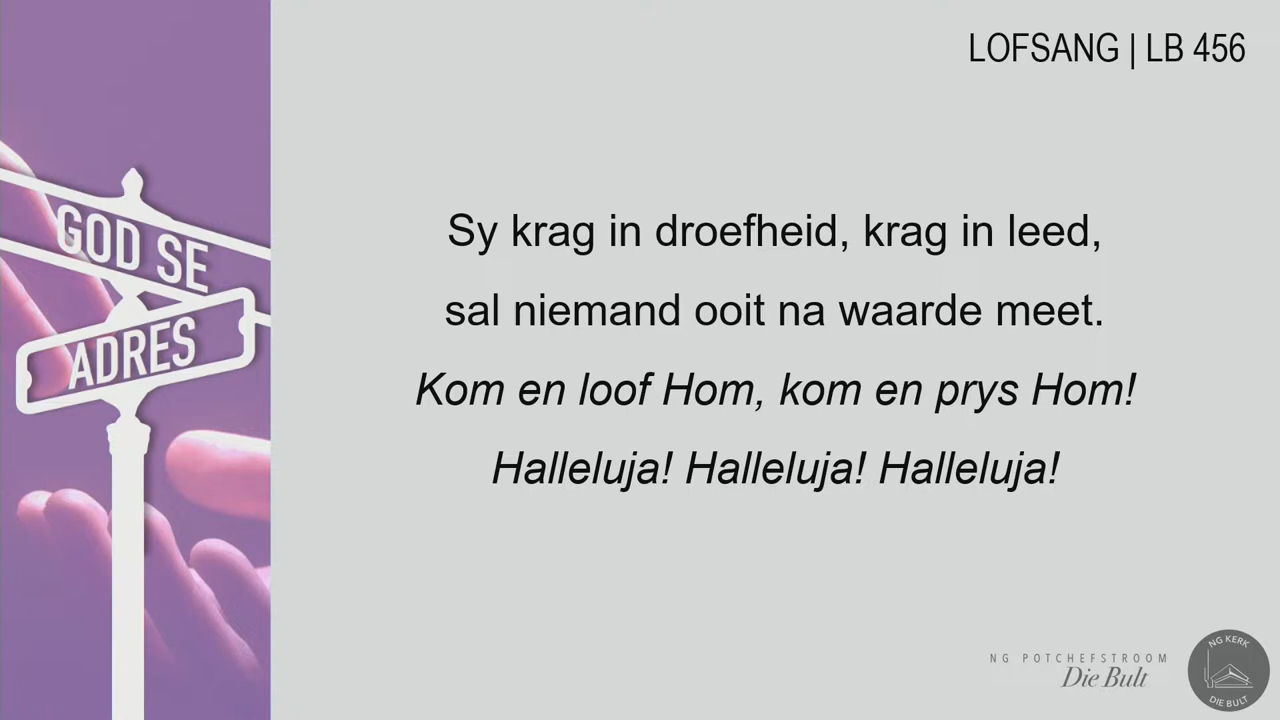 LOFSANG | LB 456
GOD SE
ADRES
Sy krag in droefheid, krag in leed,
sal niemand ooit na waarde meet.
Kom en loof Hom, kom en prys Hom!
Halleluja! Halleluja! Halleluja!
NG POTCHEFSTROOM
Die Bult
NG KERK
DIE BULT